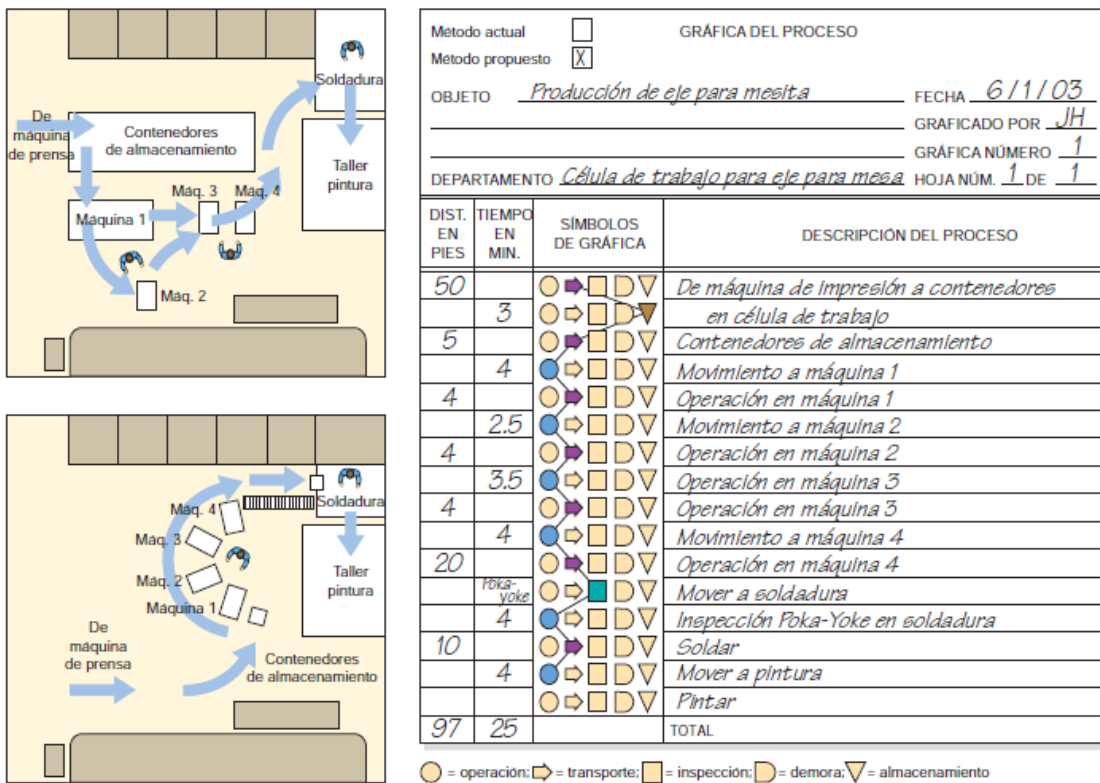 Soldadura
De
máquina
de prensa
Contenedores
de almacenamiento
Taller
pintura
Máq. 3
Máq. 4
Máquina 1
Máq. 2
Soldadura
Máq. 4
Máq. 3
Máq. 2
Máquina 1
Taller
pintura
De
máquina
de prensa
Contenedores
de almacenamiento
Método actual
GRÁFICA DEL PROCESO
Método propuesto X
OBJETO Producción de eje para mesita FECHA 6/1/03
GRAFICADO POR JH
GRÁFICA NÚMERO 1
DEPARTAMENTO Célula de trabajo para eje para mesa HOJA NÚM. 1 DE 1
DIST. EN PIES
TIEMPO EN MIN.
SÍMBOLOS DE GRÁFICA
DESCRIPCIÓN DEL PROCESO
50 De máquina de impresión a contenedores
3 en célula de trabajo
5 Contenedores de almacenamiento
4 Movimiento a máquina 1
4 Operación en máquina 1
2.5 Movimiento a máquina 2
4 Operación en máquina 2
3.5 Operación en máquina 3
4 Operación en máquina 3
4 Movimiento a máquina 4
20 Operación en máquina 4
Poka-yoke Mover a soldadura
4 Inspección Poka-Yoke en soldadura
10 Soldar
4 Mover a pintura
Pintar
97 25 TOTAL
= operación; = transporte; = inspección; = demora; = almacenamiento